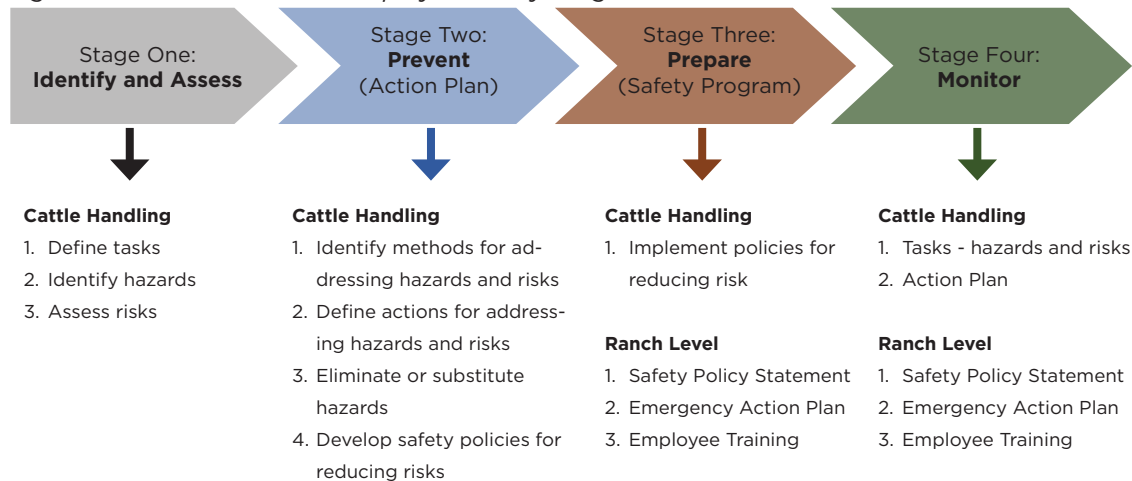 Stage One:
Identify and Assess
Stage Two:
Prevent
(Action Plan)
Stage Three:
Prepare
(Safety Program)
Stage Four:
Monitor
Cattle Handling
1. Define tasks
2. Identify hazards
3. Assess risks
Cattle Handling
1. Identify methods for ad-
dressing hazards and risks
2. Define actions for address-
ing hazards and risks
3. Eliminate or substitute
hazards
4. Develop safety policies for
reducing risks
Cattle Handling
1. Implement policies for
reducing risk
Ranch Level
1. Safety Policy Statement
2. Emergency Action Plan
3. Employee Training
Cattle Handling
1. Tasks - hazards and risks
2. Action Plan
Ranch Level
1. Safety Policy Statement
2. Emergency Action Plan
3. Employee Training